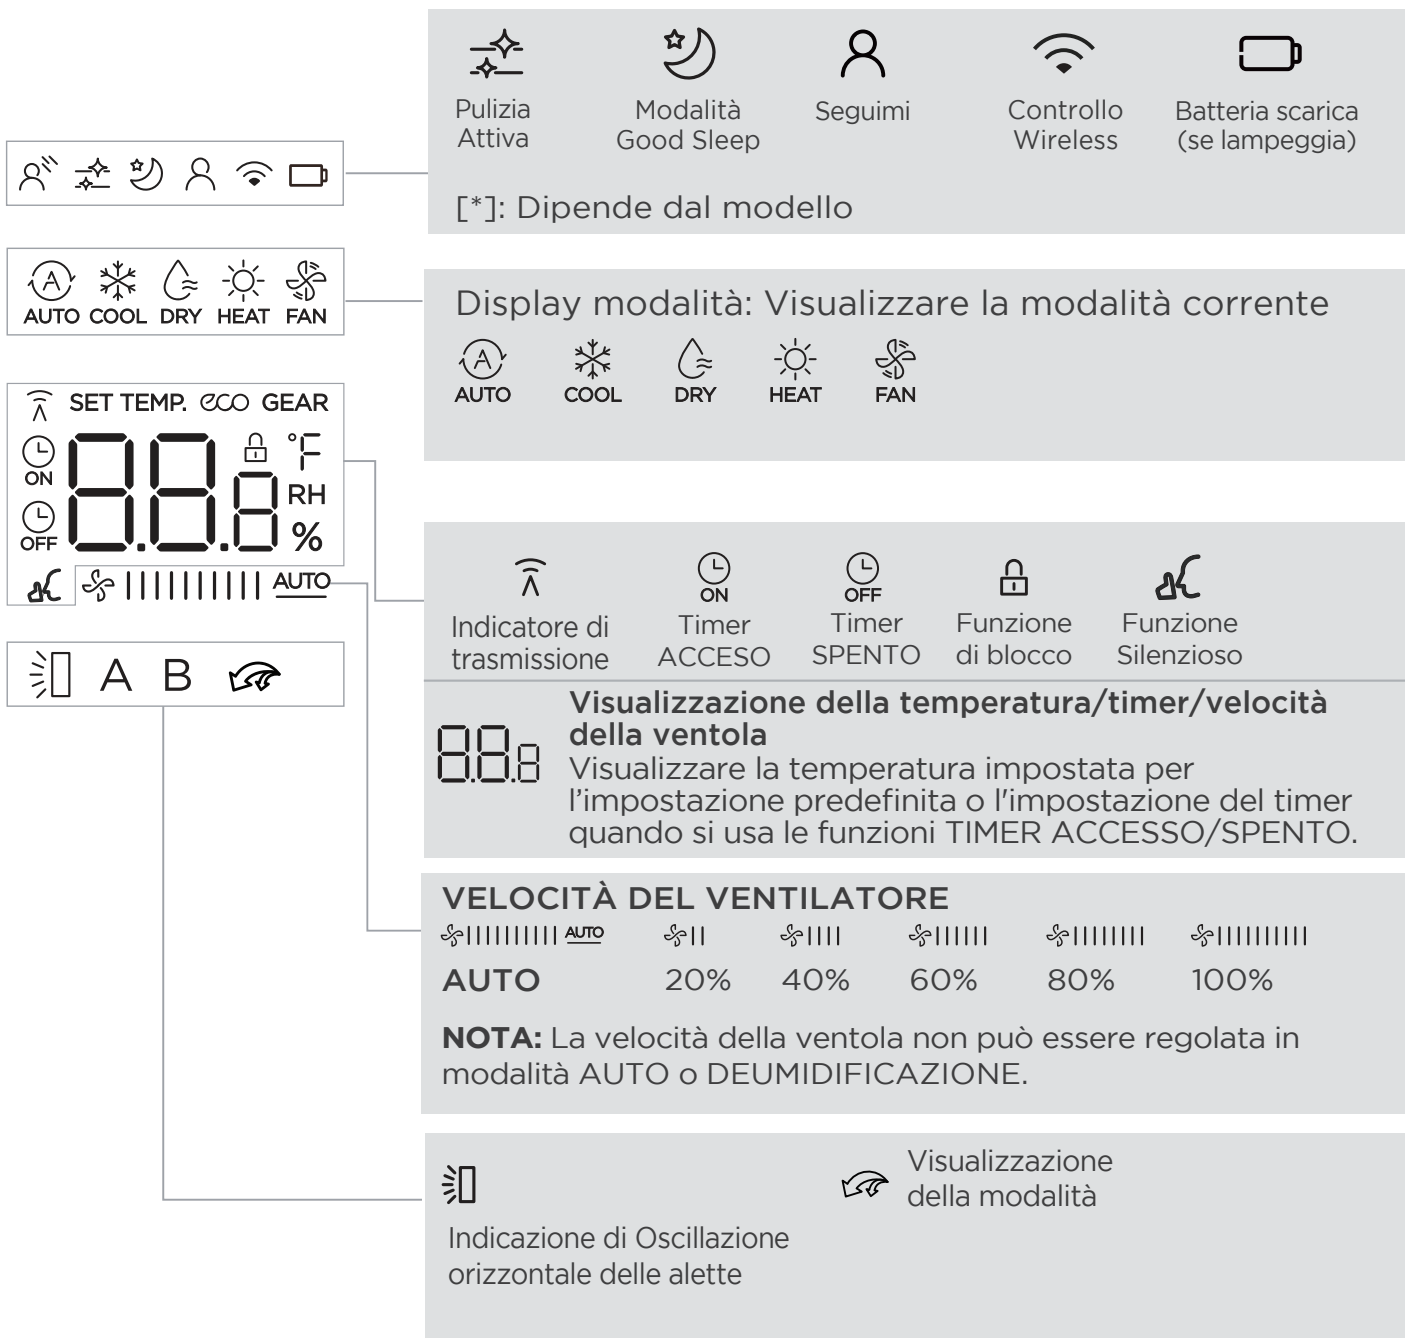 Pulizia
Attiva
Modalità
Good Sleep
Seguimi
Controllo
Wireless
Batteria scarica
(se lampeggia)
[*]: Dipende dal modello
AUTO COOL DRY HEAT FAN
Display modalità: Visualizzare la modalità corrente
AUTO COOL DRY HEAT FAN
SET TEMP. eco GEAR
ON
°F
RH
OFF
88.8
%
AUTO
A B
ON
OFF
Indicatore di
trasmissione
Timer
ACCESO
Timer
SPENTO
Funzione
di blocco
Funzione
Silenzioso
8.8.8
Visualizzazione della temperatura/timer/velocità
della ventola
Visualizzare la temperatura impostata per
l’impostazione predefinita o l'impostazione del timer
quando si usa le funzioni TIMER ACCESSO/SPENTO.
VELOCITÀ DEL VENTILATORE
AUTO
AUTO 20% 40% 60% 80% 100%
NOTA: La velocità della ventola non può essere regolata in
modalità AUTO o DEUMIDIFICAZIONE.
Visualizzazione
della modalità
Indicazione di Oscillazione
orizzontale delle alette